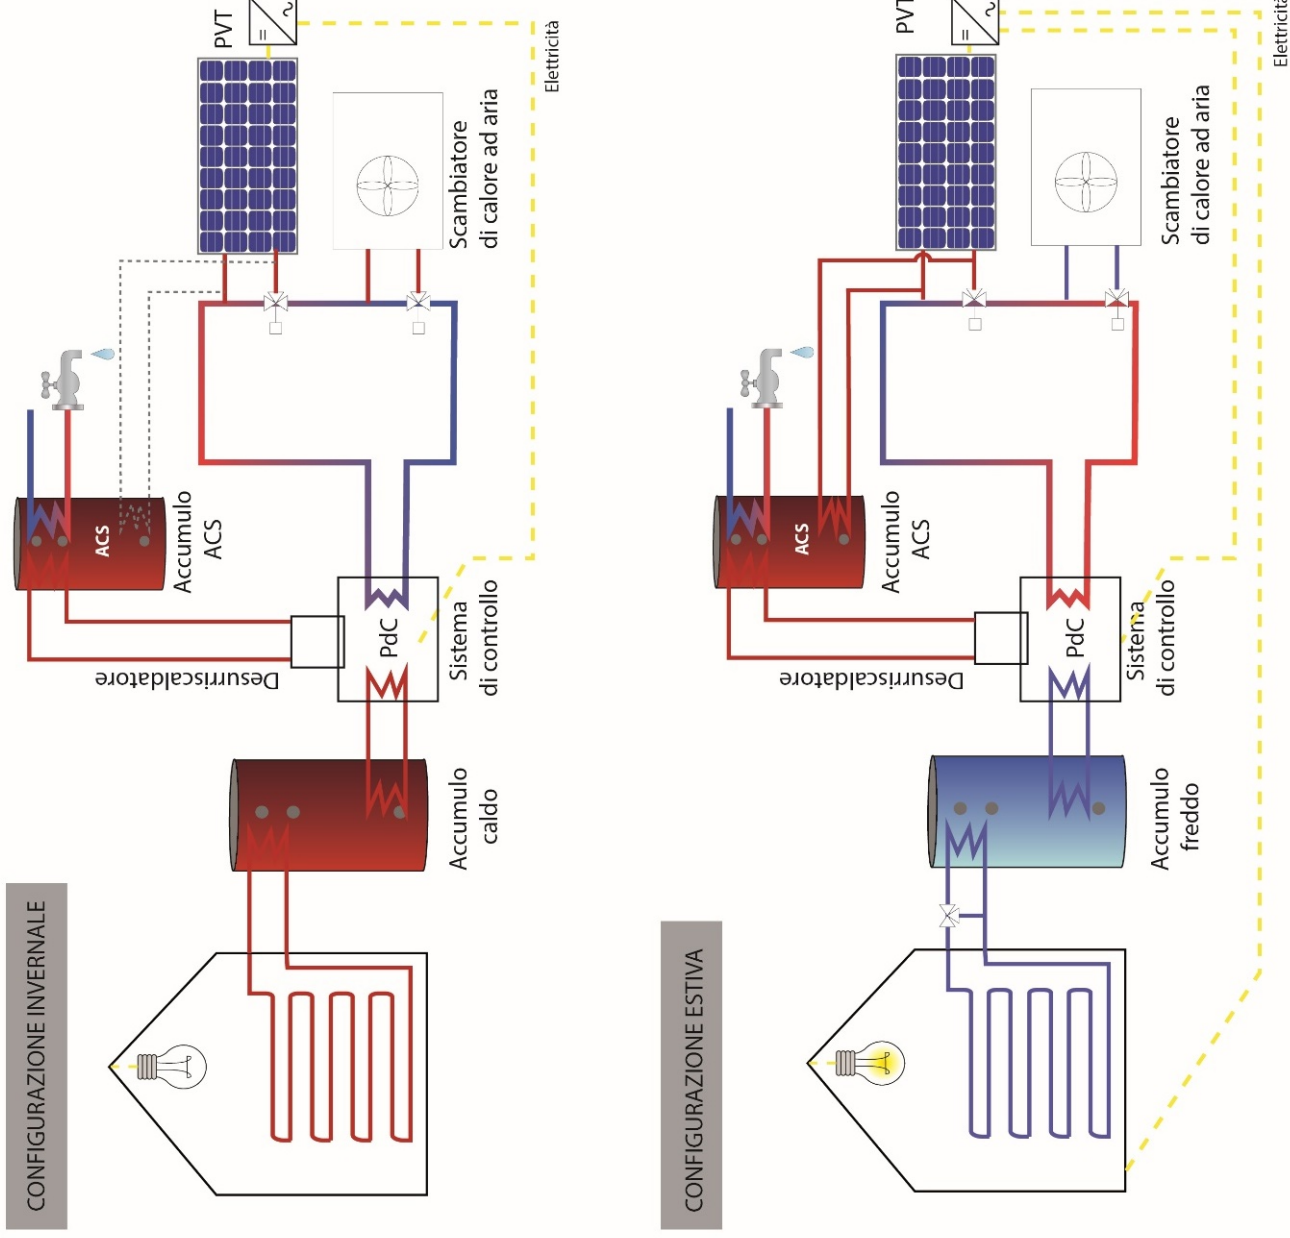 CONFIGURAZIONE INVERNALE
PVT
=
~
Elettricità
Scambiatore
di calore ad aria
ACS
Accumulo
ACS
Desurriscaldatore
PdC
Sistema
di controllo
Accumulo
caldo
CONFIGURAZIONE ESTIVA
PVT
=
~
Elettricità
Scambiatore
di calore ad aria
ACS
Accumulo
ACS
Desurriscaldatore
PdC
Sistema
di controllo
Accumulo
freddo